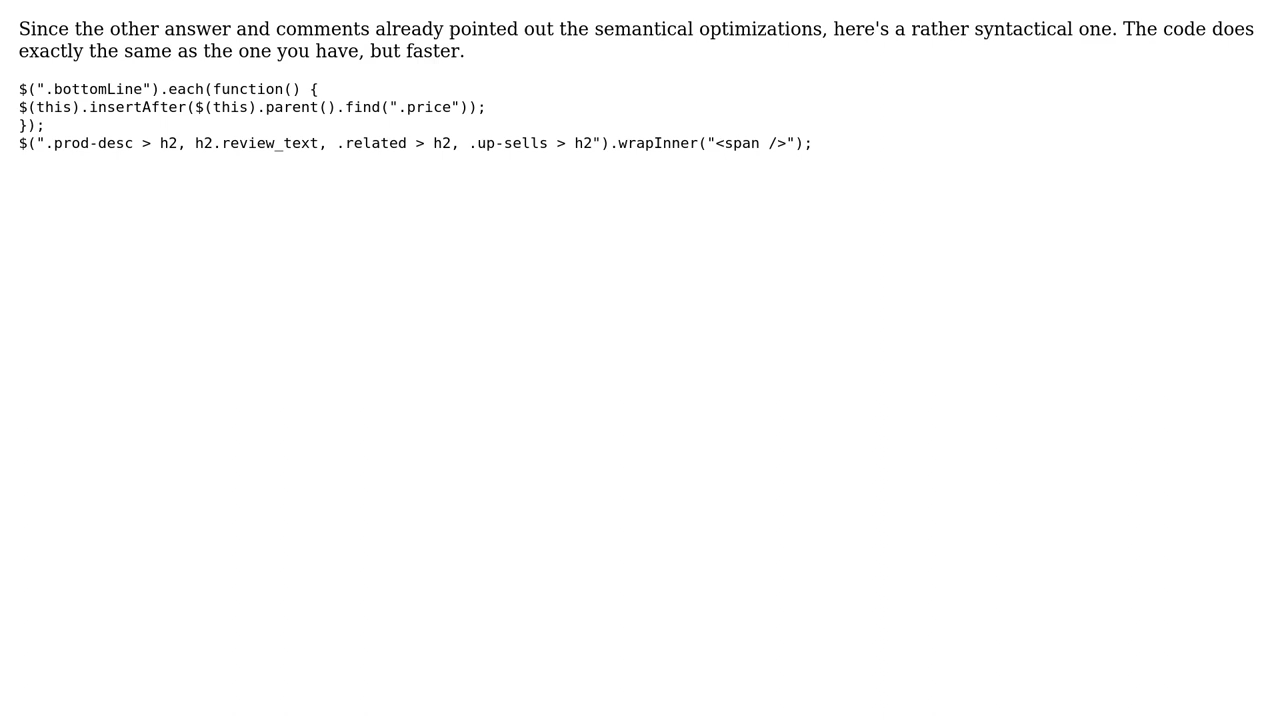 Since the other answer and comments already pointed out the semantical optimizations, here's a rather syntactical one. The code does
exactly the same as the one you have, but faster.
$(".bottomLine").each(function() {
$(this).insertAfter($(this).parent().find(".price"));
});
$(".prod-desc > h2, h2.review_text, .related > h2, .up-sells > h2").wrapInner("<span />");